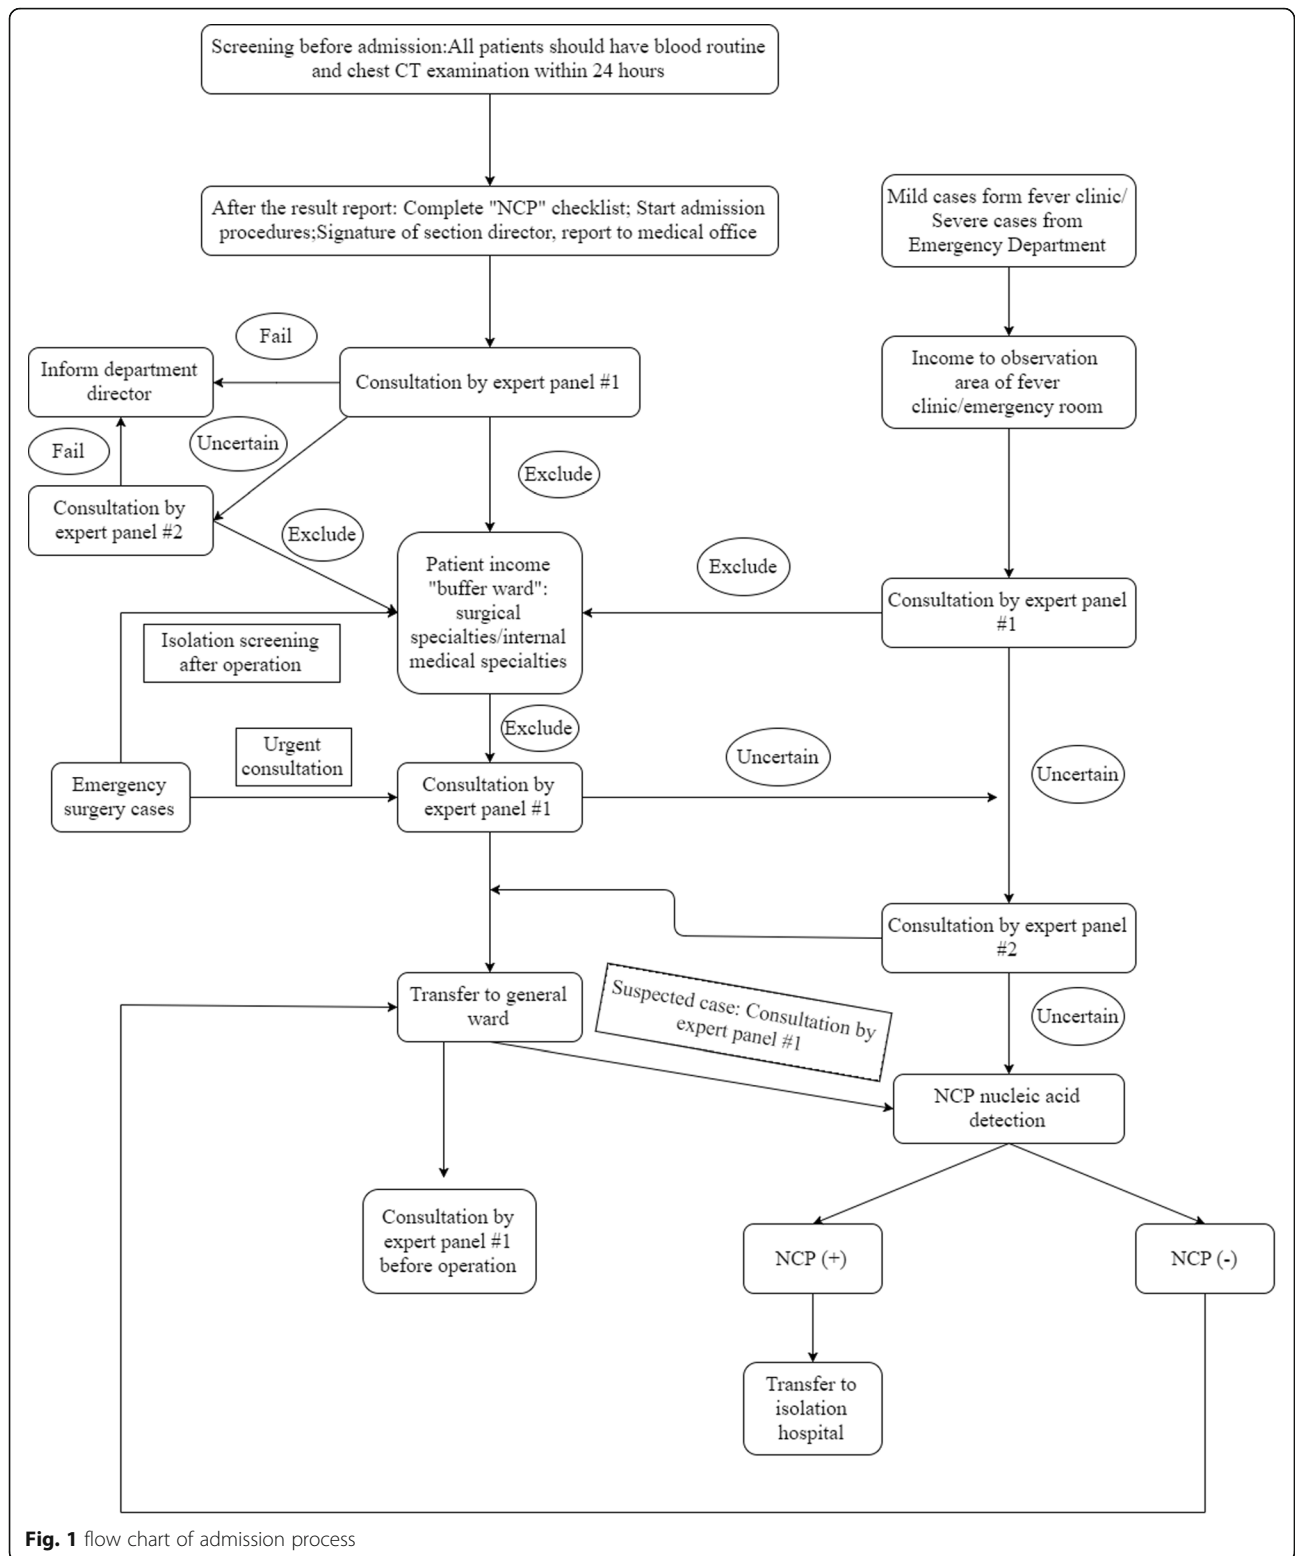 Screening before admission:All patients should have blood routine
and chest CT examination within 24 hours
After the result report: Complete "NCP" checklist; Start admission
procedures;Signature of section director, report to medical office
Mild cases form fever clinic/
Severe cases from
Emergency Department
Fail
Inform department
director
Consultation by expert panel #1
Income to observation
area of fever
clinic/emergency room
Fail
Uncertain
Exclude
Consultation by
expert panel #2
Exclude
Patient income
"buffer ward":
surgical
specialties/internal
medical specialties
Exclude
Consultation by expert panel
#1
Isolation screening
after operation
Exclude
Urgent
consultation
Uncertain
Uncertain
Emergency
surgery cases
Consultation by
expert panel #1
Consultation by expert panel
#2
Transfer to general
ward
Suspected case: Consultation by
expert panel #1
Uncertain
NCP nucleic acid
detection
Consultation by
expert panel #1
before operation
NCP (+)
NCP (-)
Transfer to
isolation
hospital
Fig. 1 flow chart of admission process